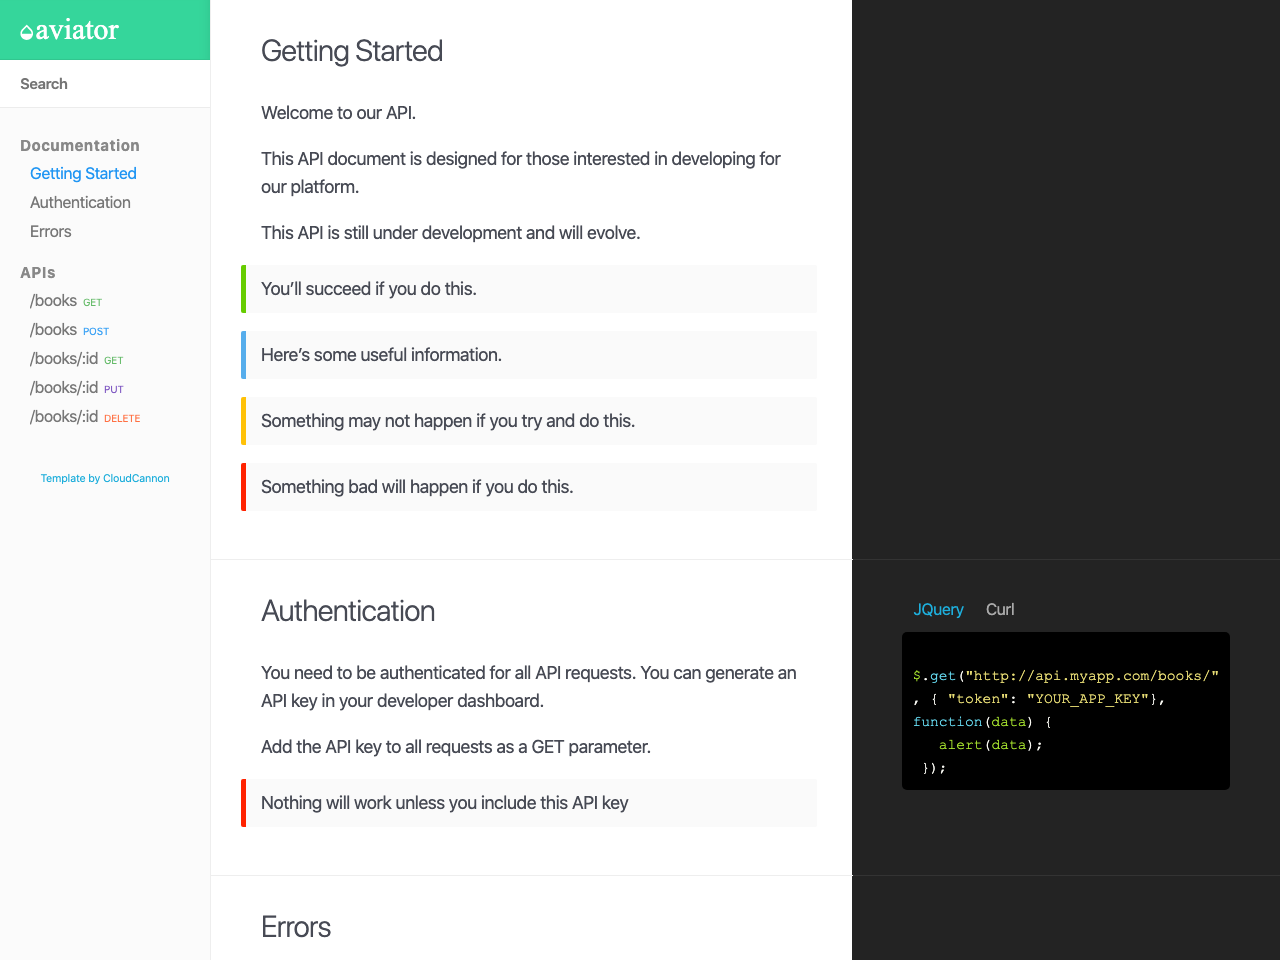 aviator
Search
Documentation
Getting Started
Authentication
Errors
APIs
/books GET
/books POST
/books/:id GET
/books/:id PUT
/books/:id DELETE
Template by CloudCannon
Getting Started
Welcome to our API.
This API document is designed for those interested in developing for
our platform.
This API is still under development and will evolve.
You’ll succeed if you do this.
Here’s some useful information.
Something may not happen if you try and do this.
Something bad will happen if you do this.
Authentication
You need to be authenticated for all API requests. You can generate an
API key in your developer dashboard.
Add the API key to all requests as a GET parameter.
Nothing will work unless you include this API key
JQuery Curl
$.get("http://api.myapp.com/books/"
, { "token": "YOUR_APP_KEY"},
function(data) {
   alert(data);
 });
Errors